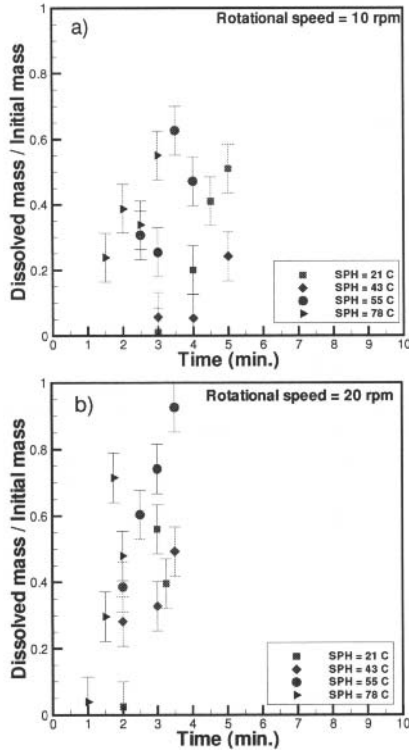 a)
Rotational speed = 10 rpm
Dissolved mass / Initial mass
1
0.8
0.6
0.4
0.2
0
SPH = 21 C
SPH = 43 C
SPH = 55 C
SPH = 78 C
0 1 2 3 4 5 6 7 8 9 10
Time (min.)
b)
Rotational speed = 20 rpm
Dissolved mass / Initial mass
1
0.8
0.6
0.4
0.2
0
SPH = 21 C
SPH = 43 C
SPH = 55 C
SPH = 78 C
0 1 2 3 4 5 6 7 8 9 10
Time (min.)